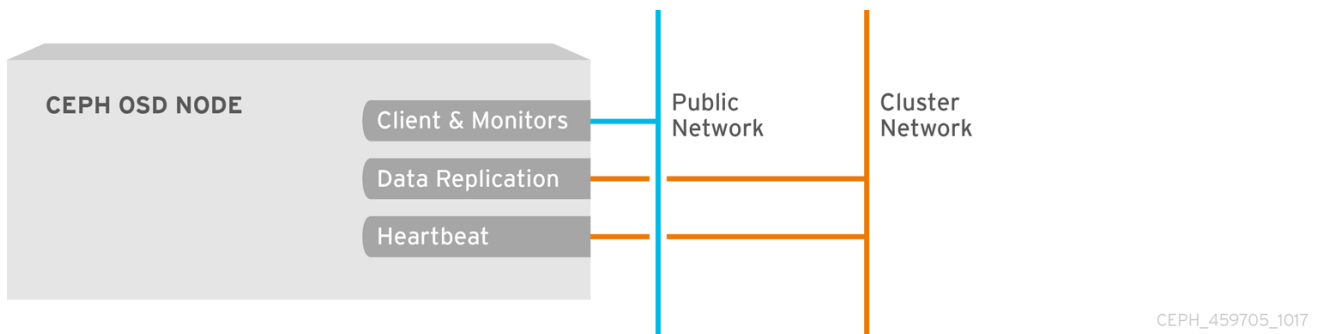 CEPH OSD NODE
Client & Monitors
Data Replication
Heartbeat
Public
Network
Cluster
Network
CEPH_459705_1017